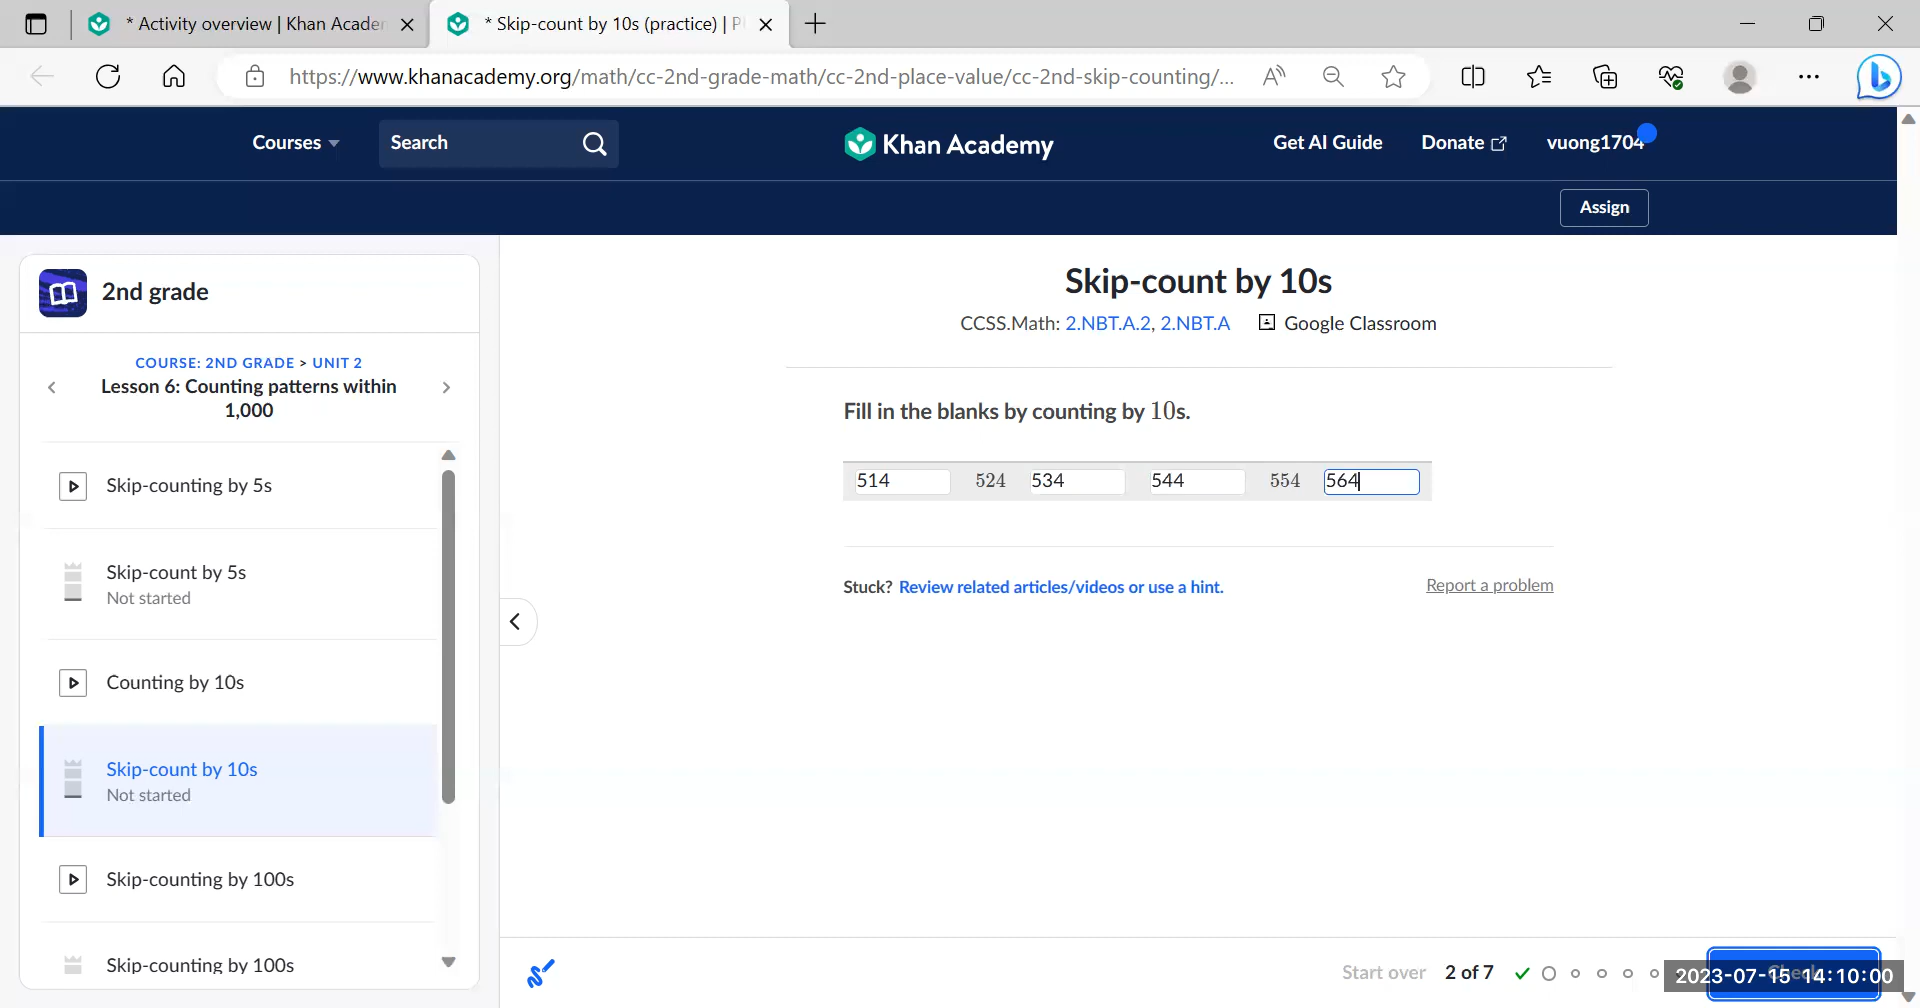 * Activity overview | Khan Acade
* Skip-count by 10s (practice) |
https://www.khanacademy.org/math/cc-2nd-grade-math/cc-2nd-place-value/cc-2nd-skip-counting/...
Courses
Search
Khan Academy
Get AI Guide
Donate
vuong1704
Assign
2nd grade
COURSE: 2ND GRADE > UNIT 2
Lesson 6: Counting patterns within
1,000
Skip-counting by 5s
Skip-count by 5s
Not started
Counting by 10s
Skip-count by 10s
Not started
Skip-counting by 100s
Skip-counting by 100s
Skip-count by 10s
CCSS.Math: 2.NBT.A.2, 2.NBT.A Google Classroom
Fill in the blanks by counting by 10s.
514 524 534 544 554 564
Stuck? Review related articles/videos or use a hint.
Report a problem
Start over 2 of 7
2023-07-15 14:10:00